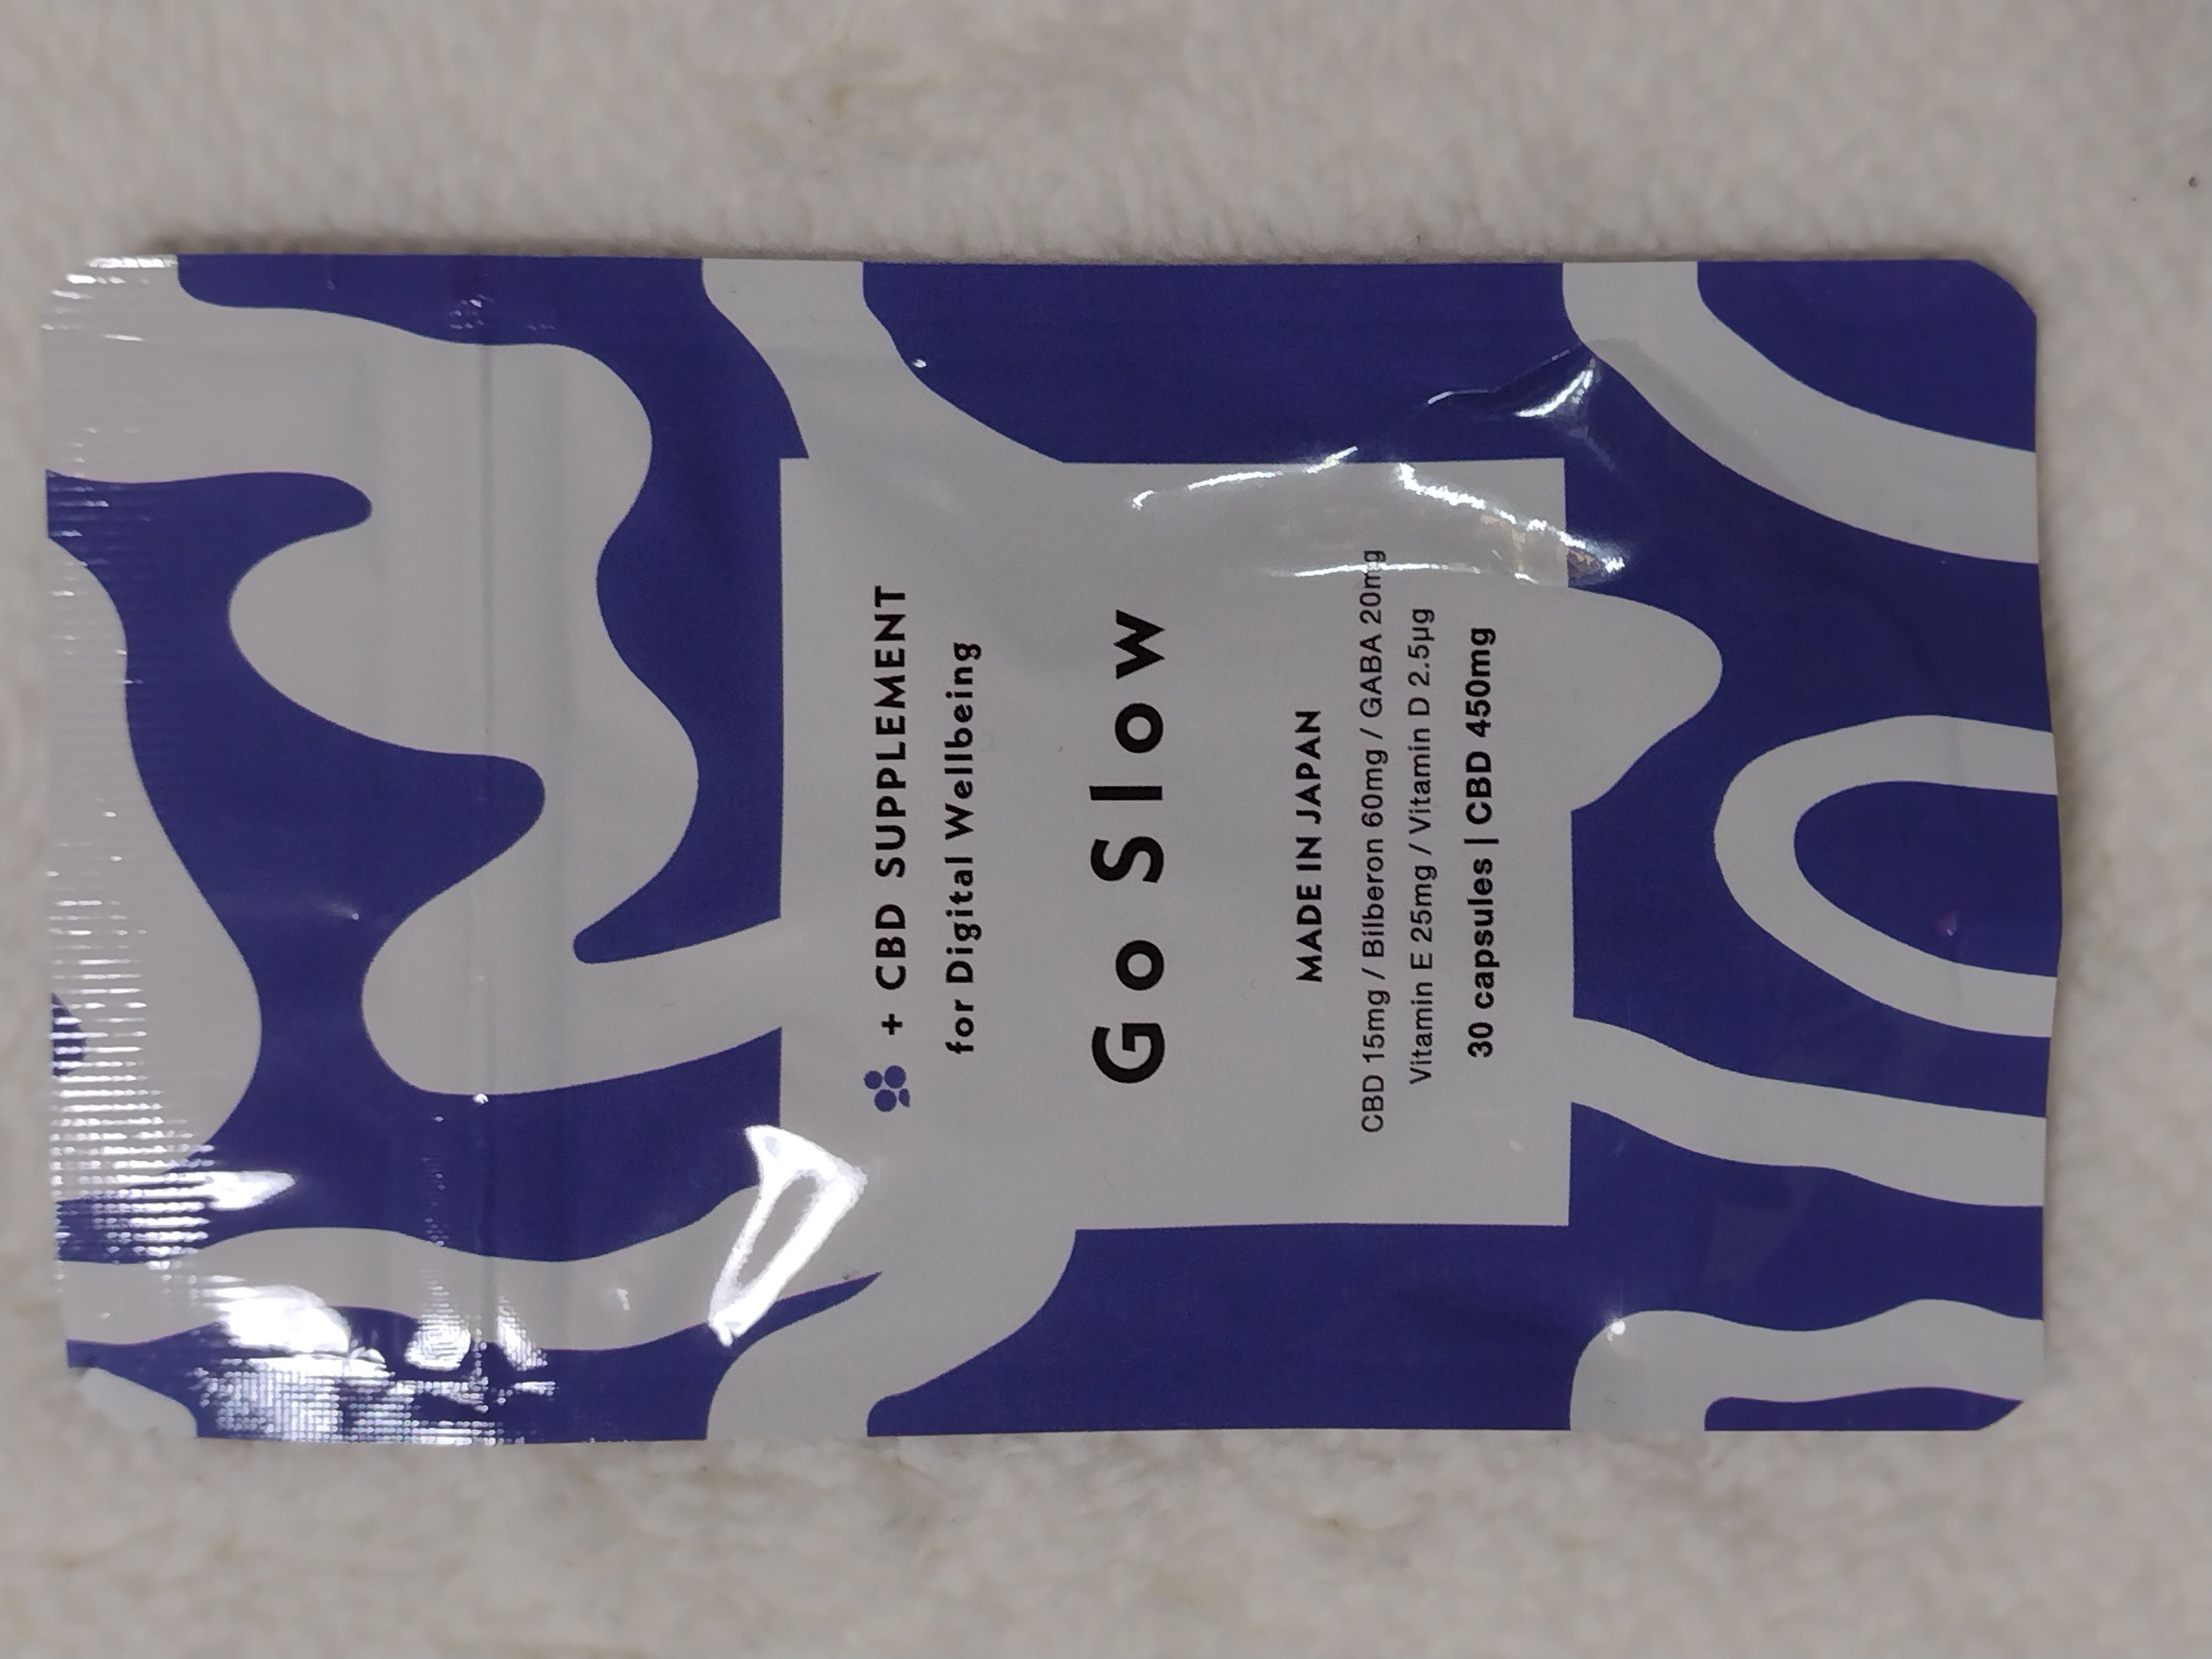 + CBD SUPPLEMENT
for Digital Wellbeing
Go Slow
MADE IN JAPAN
CBD 15mg / Bilberon 60mg / GABA 20mg
Vitamin E 25mg / Vitamin D 2.5µg
30 capsules | CBD 450mg